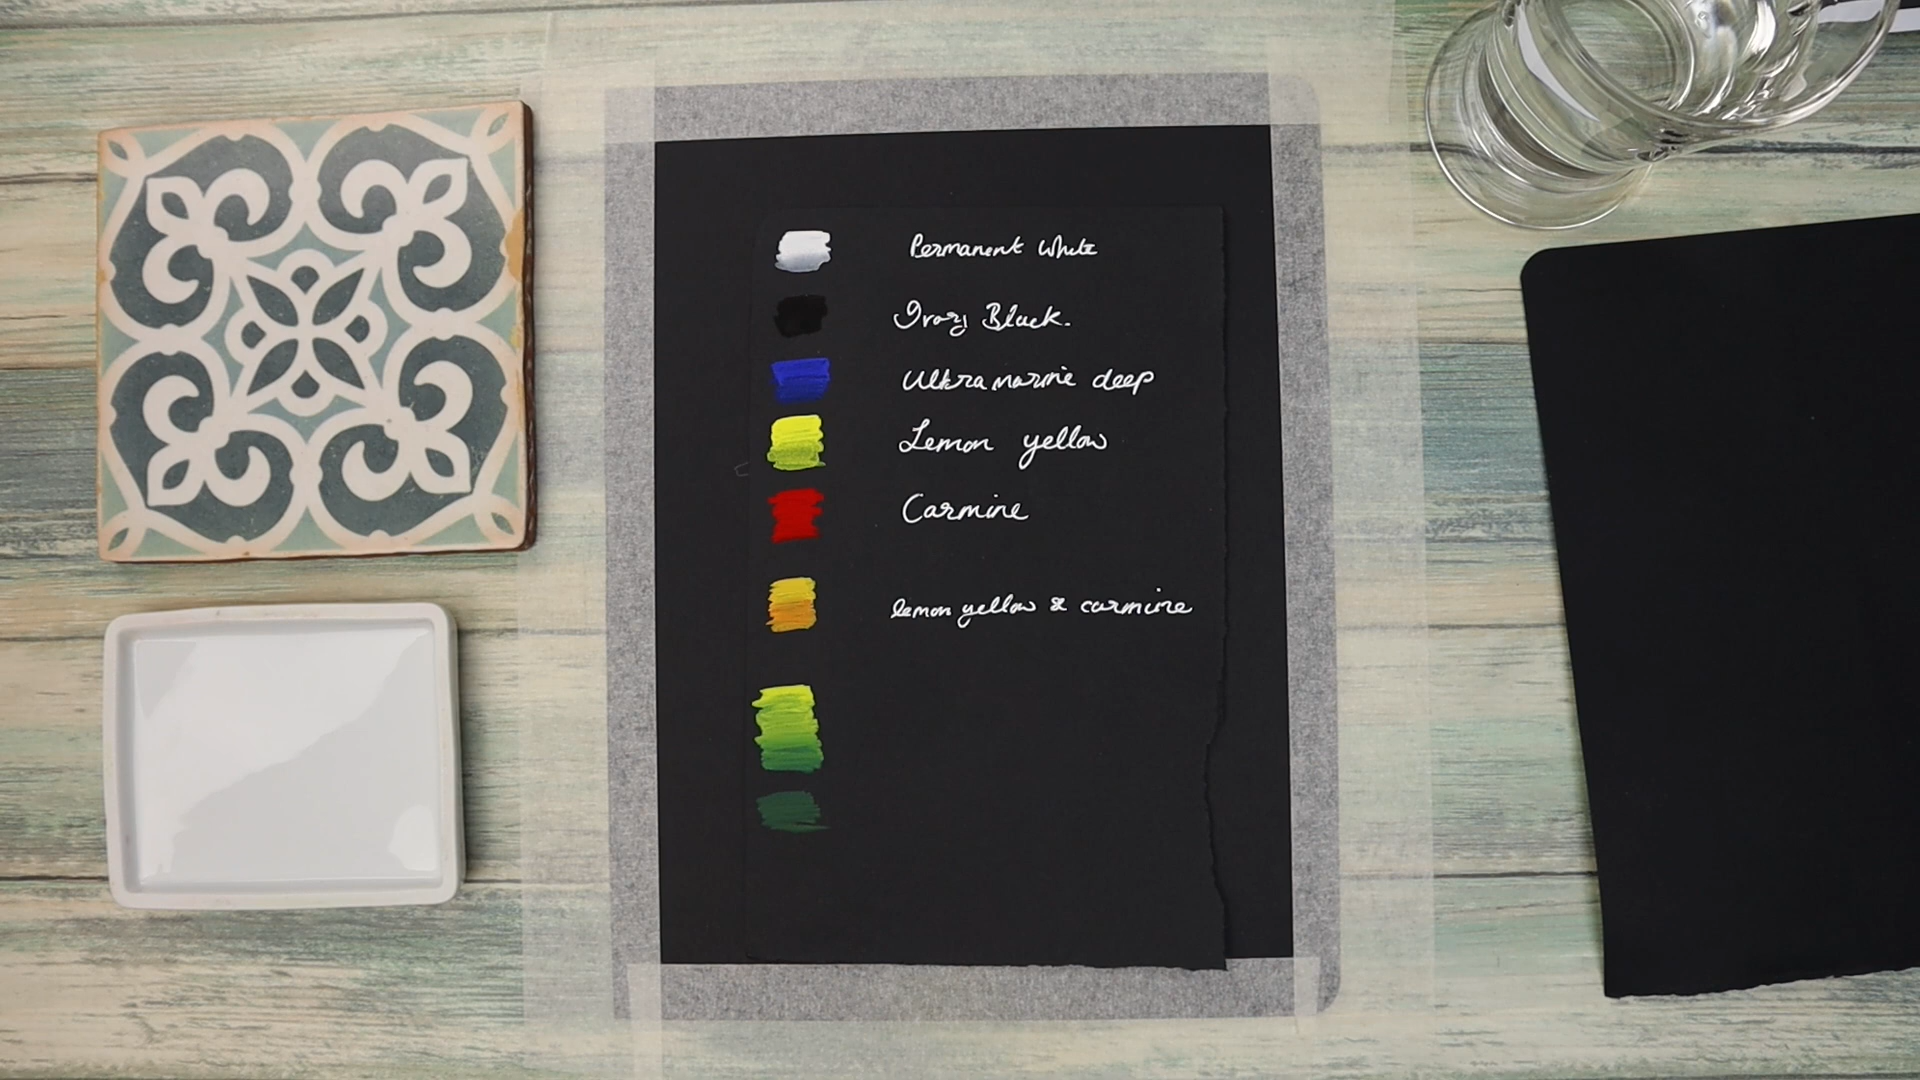 Permanent White
Ivory Black.
Ultramarine deep
Lemon yellow
Carmine
lemon yellow & carmine